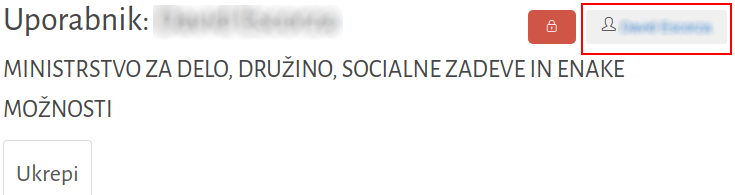 Uporabnik:
MINISTRSTVO ZA DELO, DRUŽINO, SOCIALNE ZADEVE IN ENAKE
MOŽNOSTI
Ukrepi